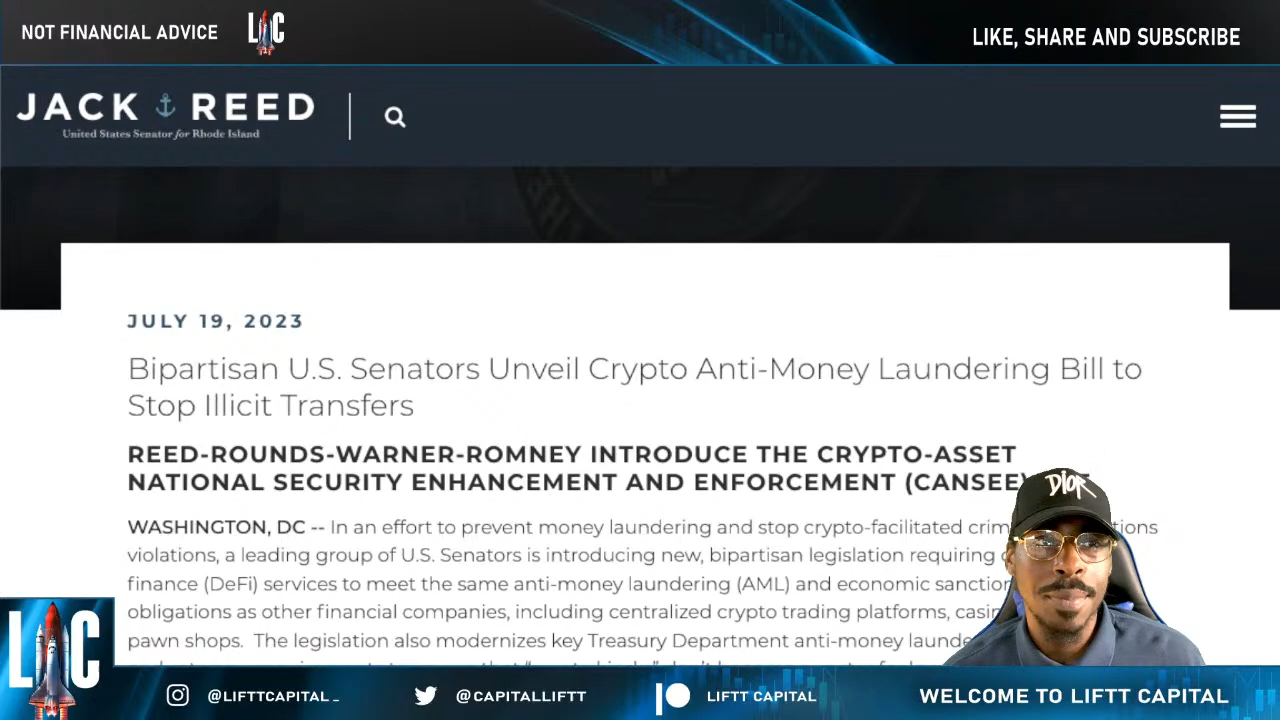 NOT FINANCIAL ADVICE
LC
LIKE, SHARE AND SUBSCRIBE
JACK REED
United States Senator for Rhode Island
JULY 19, 2023
Bipartisan U.S. Senators Unveil Crypto Anti-Money Laundering Bill to
Stop Illicit Transfers
REED-ROUNDS-WARNER-ROMNEY INTRODUCE THE CRYPTO-ASSET
NATIONAL SECURITY ENHANCEMENT AND ENFORCEMENT (CANSEE)
WASHINGTON, DC -- In an effort to prevent money laundering and stop crypto-facilitated
violations, a leading group of U.S. Senators is introducing new, bipartisan legislation requiring
finance (DeFi) services to meet the same anti-money laundering (AML) and economic
obligations as other financial companies, including centralized crypto trading platforms,
pawn shops. The legislation also modernizes key Treasury Department anti-money
DIOR
LC
@LIFTTCAPITAL_
@CAPITALLIFTT
LIFTT CAPITAL
WELCOME TO LIFTT CAPITAL